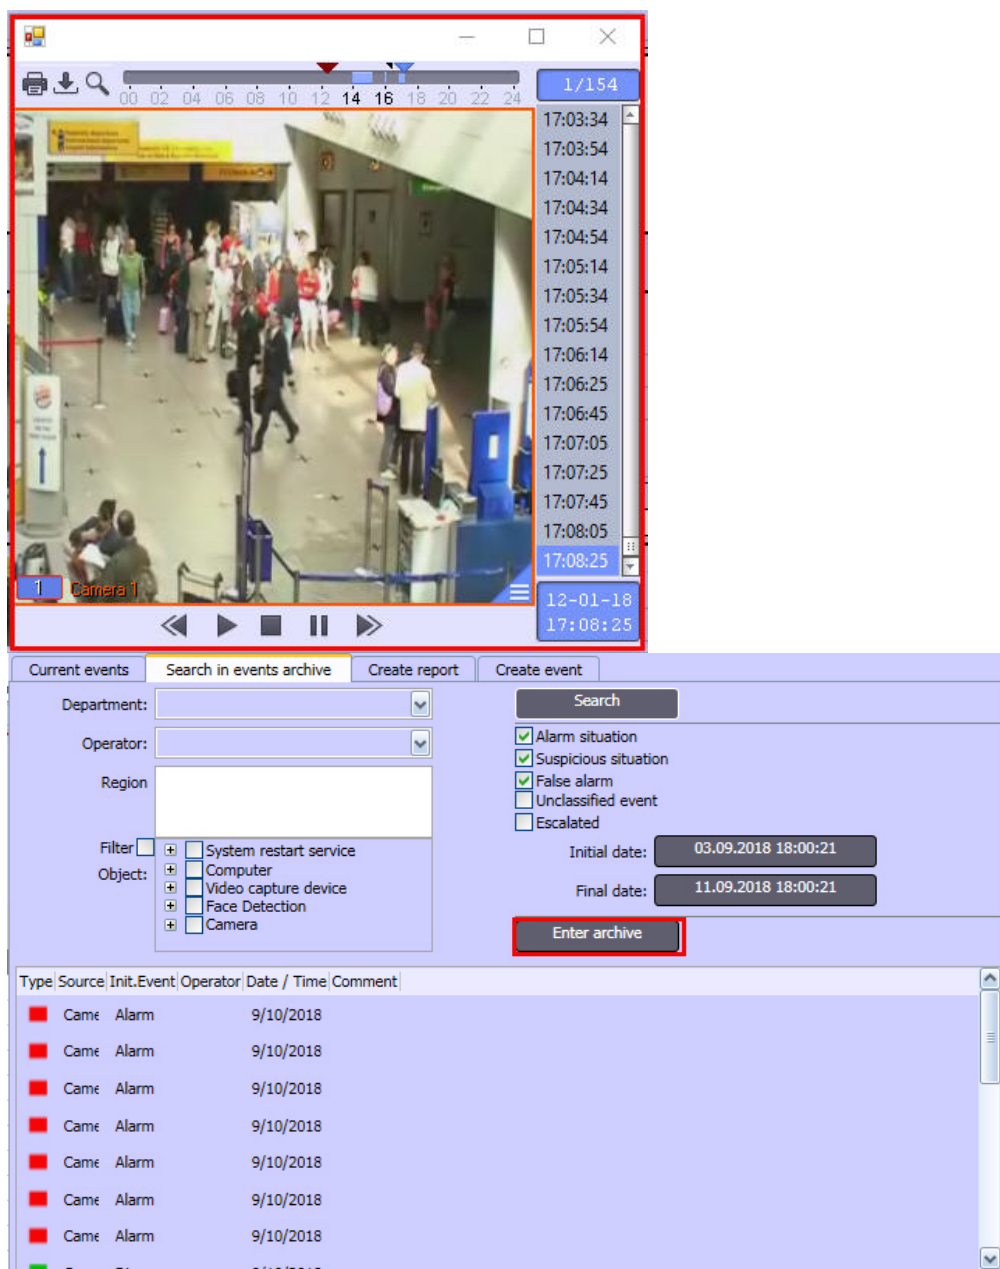 1/154
00 02 04 06 08 10 12 14 16 18 20 22 24
17:03:34
17:03:54
17:04:14
17:04:34
17:04:54
17:05:14
17:05:34
17:05:54
17:06:14
17:06:25
17:06:45
17:07:05
17:07:25
17:07:45
17:08:05
17:08:25
1 Camera 1
12-01-18
17:08:25
Current events Search in events archive Create report Create event
Department: Search
Operator: Alarm situation
Suspicious situation
Region False alarm
Unclassified event
Escalated
Filter System restart service Initial date: 03.09.2018 18:00:21
Object: Computer
Video capture device Final date: 11.09.2018 18:00:21
Face Detection
Camera Enter archive
Type Source Init.Event Operator Date / Time Comment
Came Alarm 9/10/2018
Came Alarm 9/10/2018
Came Alarm 9/10/2018
Came Alarm 9/10/2018
Came Alarm 9/10/2018
Came Alarm 9/10/2018
Came Alarm 9/10/2018